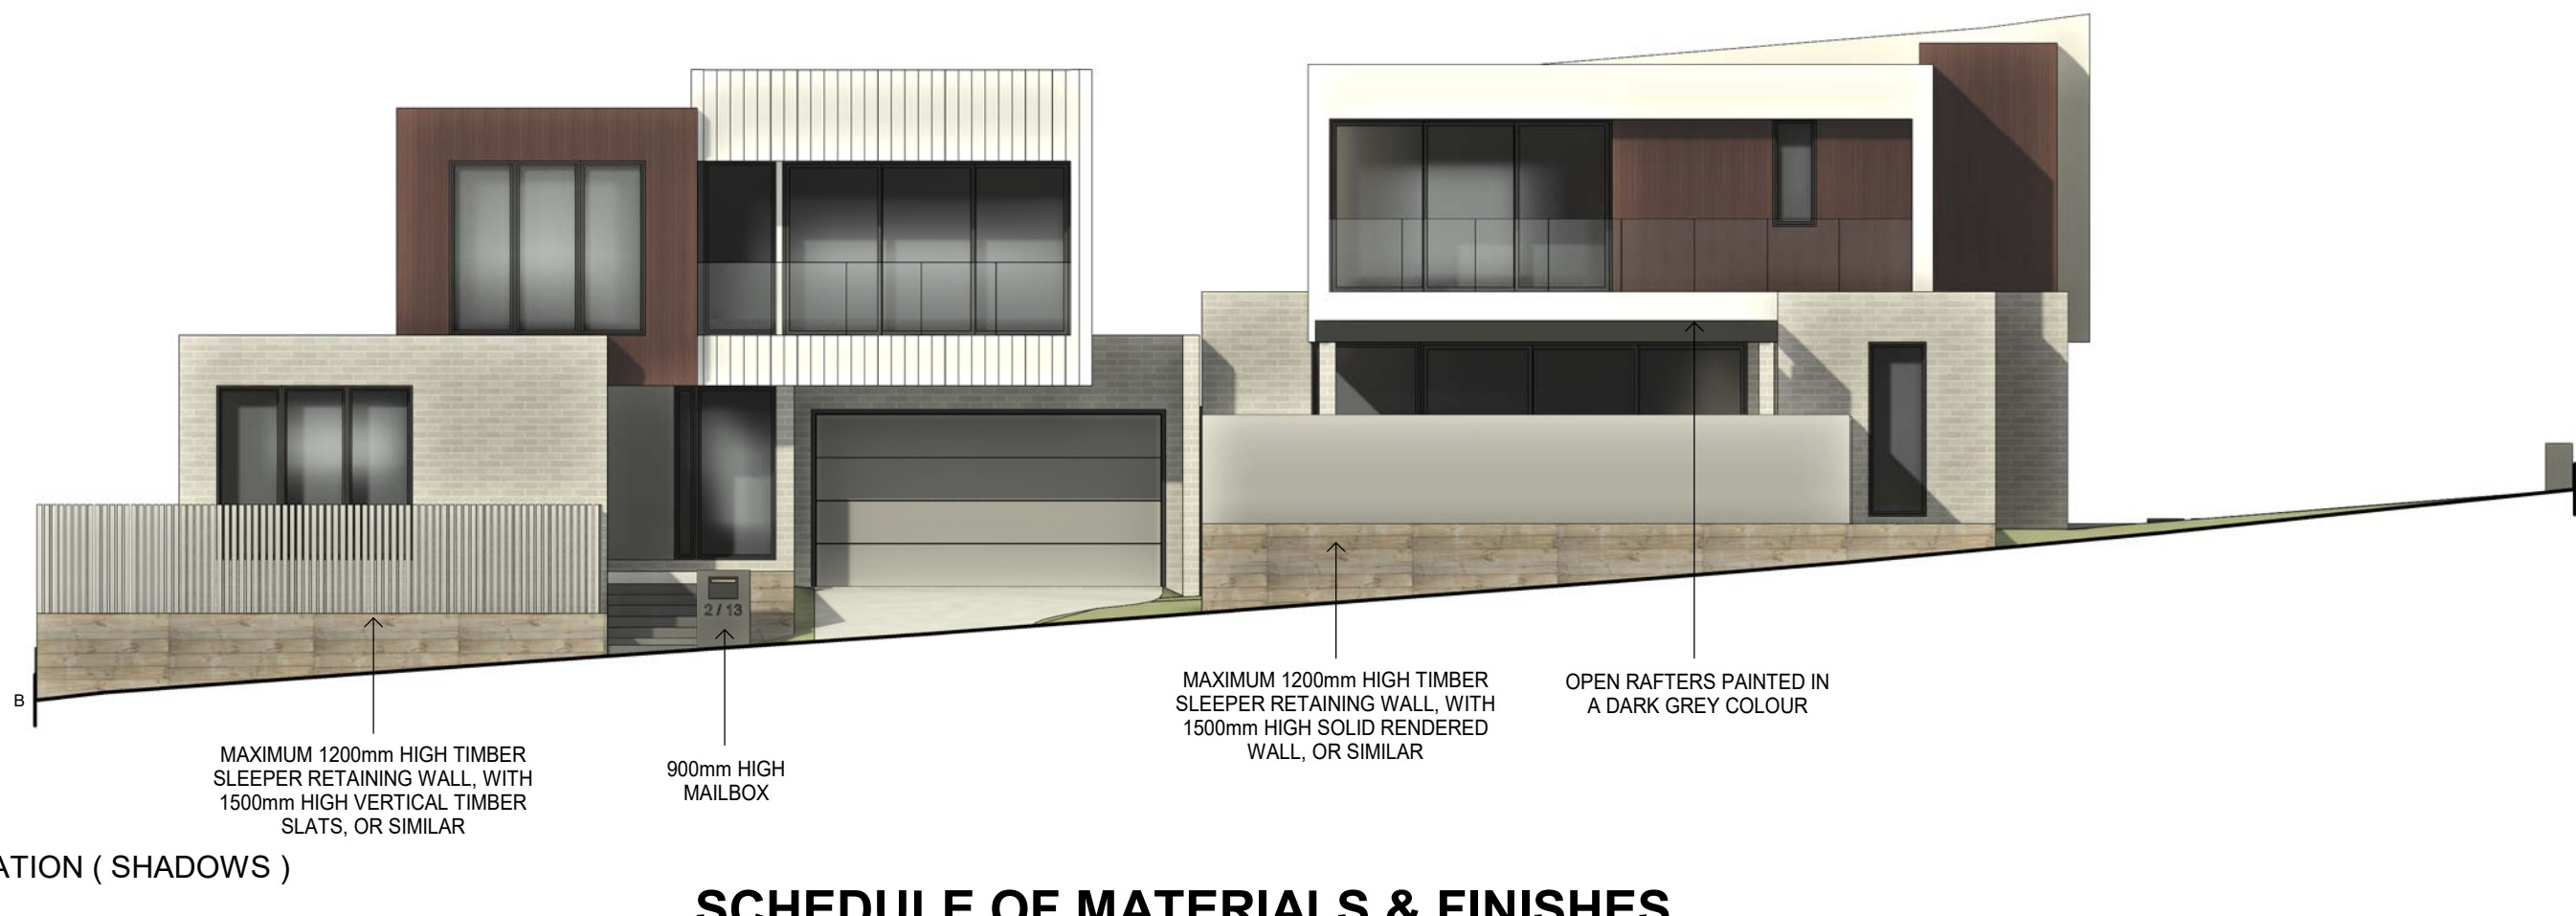 2 / 13
B
MAXIMUM 1200mm HIGH TIMBER
SLEEPER RETAINING WALL, WITH
1500mm HIGH VERTICAL TIMBER
SLATS, OR SIMILAR
900mm HIGH
MAILBOX
MAXIMUM 1200mm HIGH TIMBER
SLEEPER RETAINING WALL, WITH
1500mm HIGH SOLID RENDERED
WALL, OR SIMILAR
OPEN RAFTERS PAINTED IN
A DARK GREY COLOUR
ATION ( SHADOWS )
SCHEDULE OF MATERIALS & FINISHES